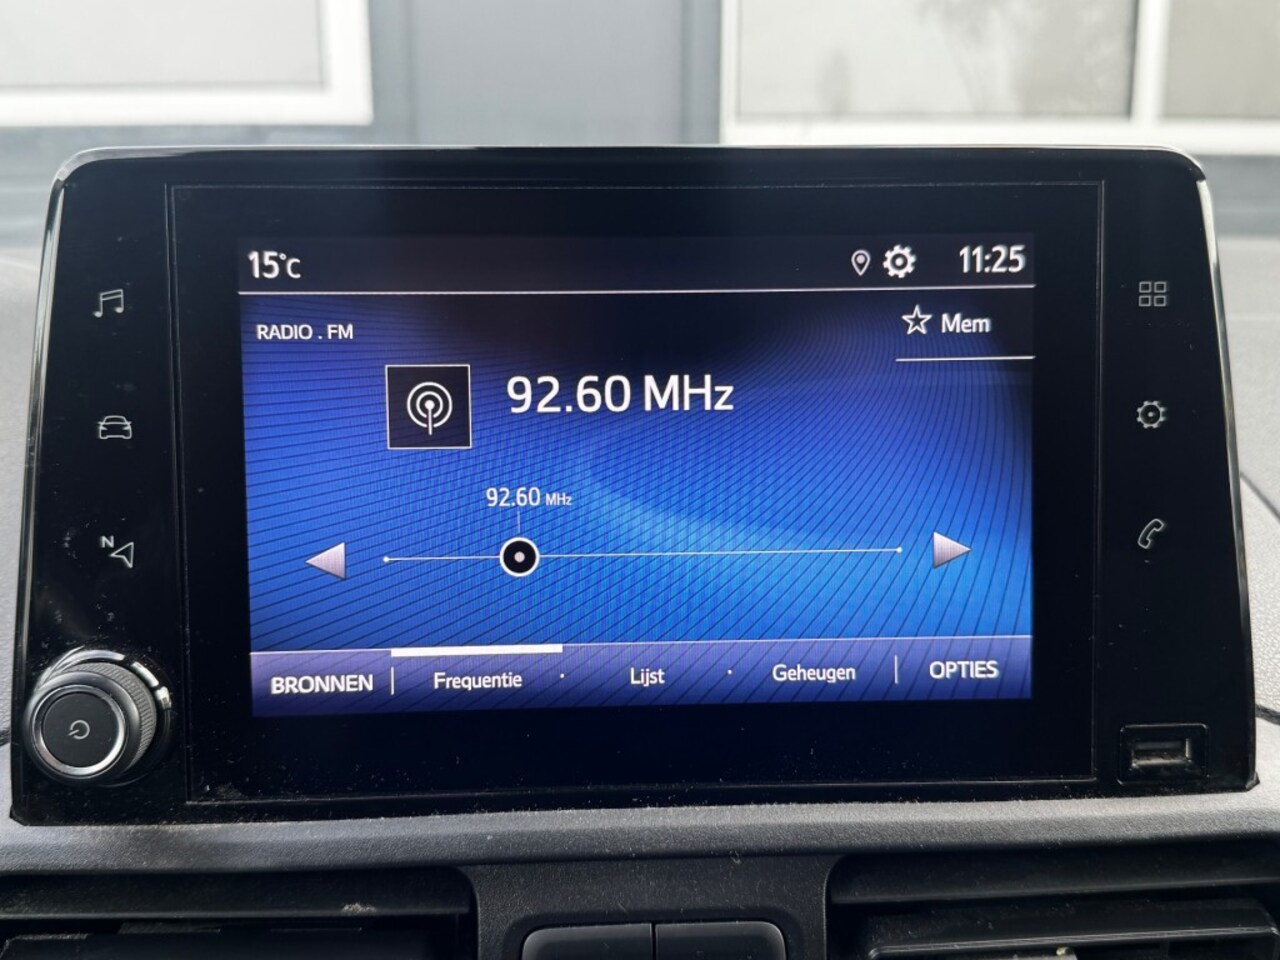 15°C
11:25
RADIO . FM
Mem
92.60 MHz
92.60 MHz
N
BRONNEN
Frequentie
Lijst
Geheugen
OPTIES